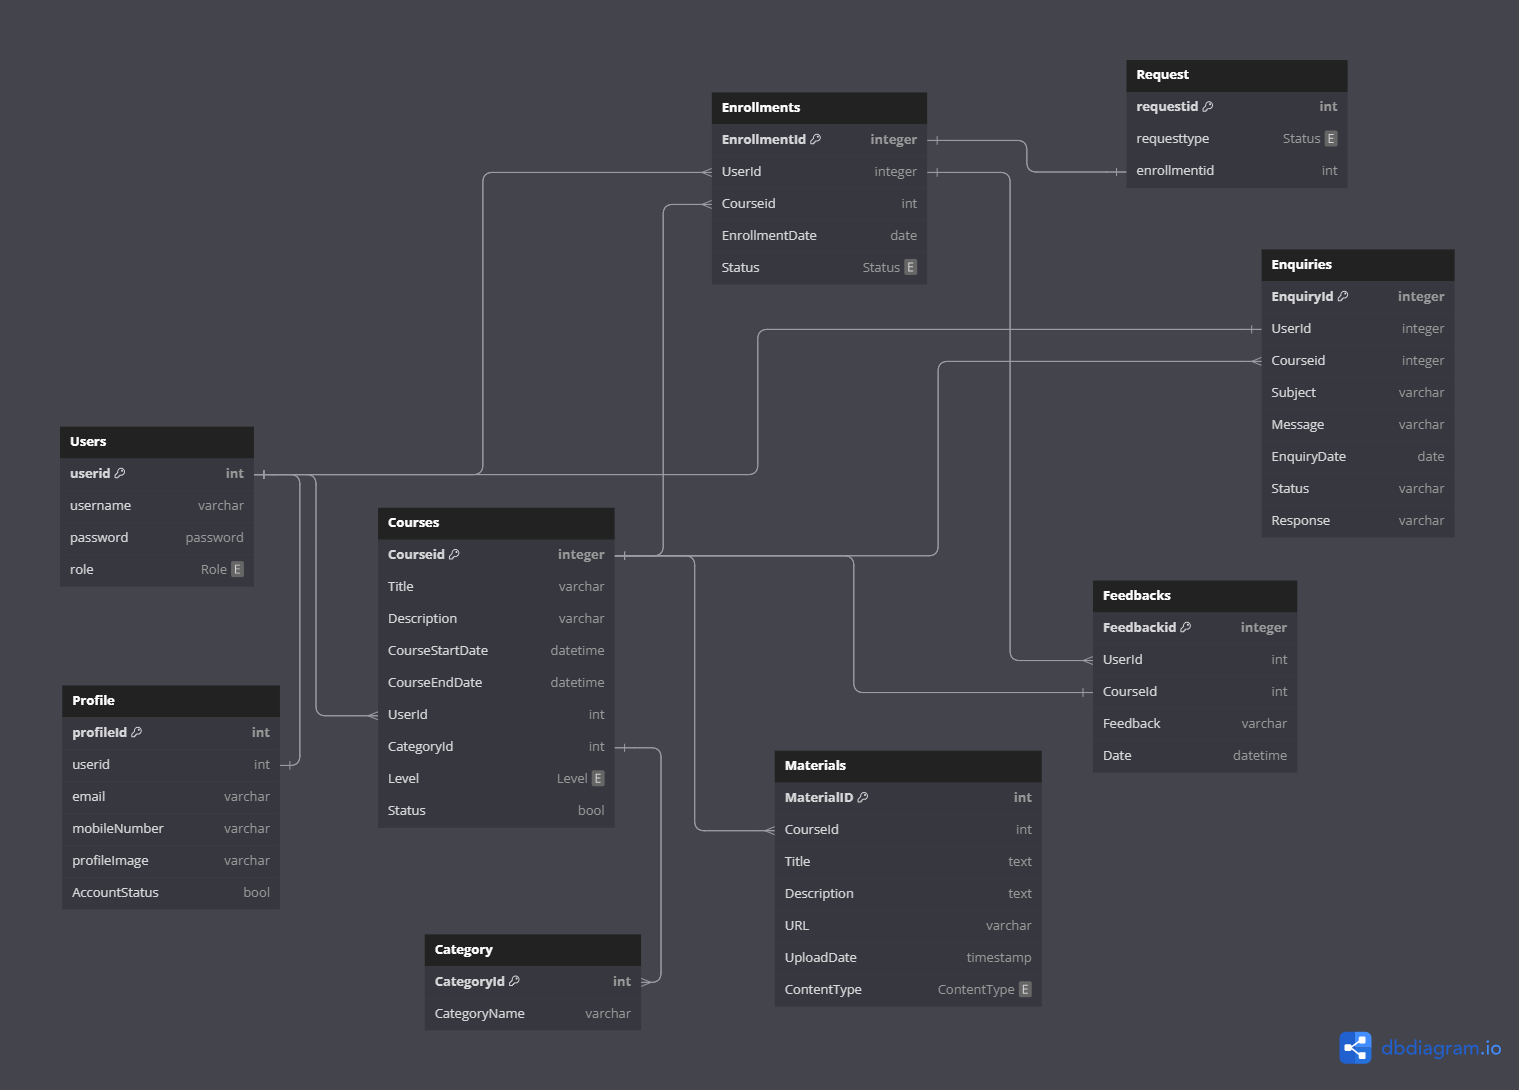 Request
requestid int
requesttype Status E
enrollmentid int
Enrollments
EnrollmentId integer
UserId integer
Courseid int
EnrollmentDate date
Status Status E
Enquiries
EnquiryId integer
UserId integer
Courseid integer
Subject varchar
Message varchar
EnquiryDate date
Status varchar
Response varchar
Users
userid int
username varchar
password password
role Role E
Courses
Courseid integer
Title varchar
Description varchar
CourseStartDate datetime
CourseEndDate datetime
UserId int
CategoryId int
Level Level E
Status bool
Feedbacks
Feedbackid integer
UserId int
CourseId int
Feedback varchar
Date datetime
Profile
profileId int
userid int
email varchar
mobileNumber varchar
profileImage varchar
AccountStatus bool
Materials
MaterialID int
CourseId int
Title text
Description text
URL varchar
UploadDate timestamp
ContentType ContentType E
Category
CategoryId int
CategoryName varchar
dbdiagram.io